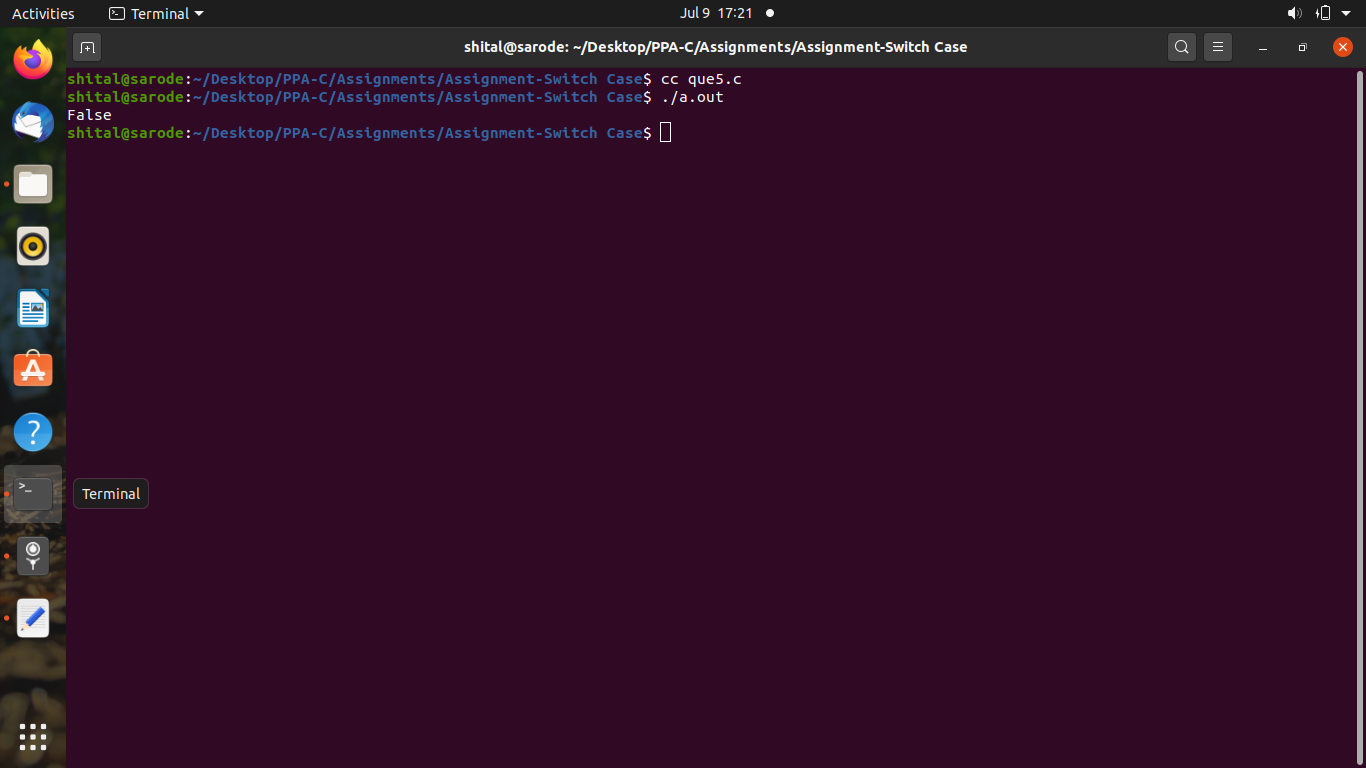 Activities
Terminal
Jul 9 17:21
shital@sarode: ~/Desktop/PPA-C/Assignments/Assignment-Switch Case
shital@sarode:~/Desktop/PPA-C/Assignments/Assignment-Switch Case$ cc que5.c
shital@sarode:~/Desktop/PPA-C/Assignments/Assignment-Switch Case$ ./a.out
False
shital@sarode:~/Desktop/PPA-C/Assignments/Assignment-Switch Case$
Terminal